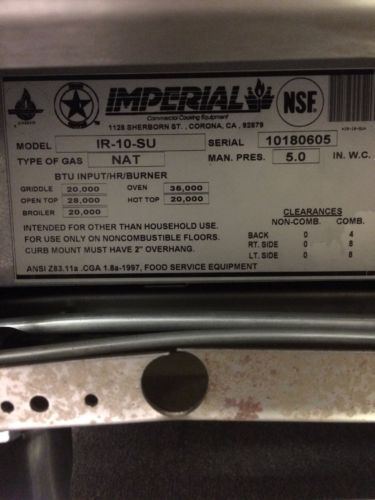 IMPERIAL
NSF
Commercial Cooking Equipment
1128 SHERBORN ST. , CORONA, CA , 92879
MODEL IR-10-SU SERIAL 10180605
TYPE OF GAS NAT MAN. PRES. 5.0 IN. W.C.
BTU INPUT/HR/BURNER
GRIDDLE 20,000 OVEN 36,000
OPEN TOP 28,000 HOT TOP 20,000
BROILER 20,000
CLEARANCES
NON-COMB. COMB.
BACK 0 4
RT. SIDE 0 8
LT. SIDE 0 8
INTENDED FOR OTHER THAN HOUSEHOLD USE.
FOR USE ONLY ON NONCOMBUSTIBLE FLOORS.
CURB MOUNT MUST HAVE 2" OVERHANG.
ANSI Z83.11a .CGA 1.8a-1997, FOOD SERVICE EQUIPMENT